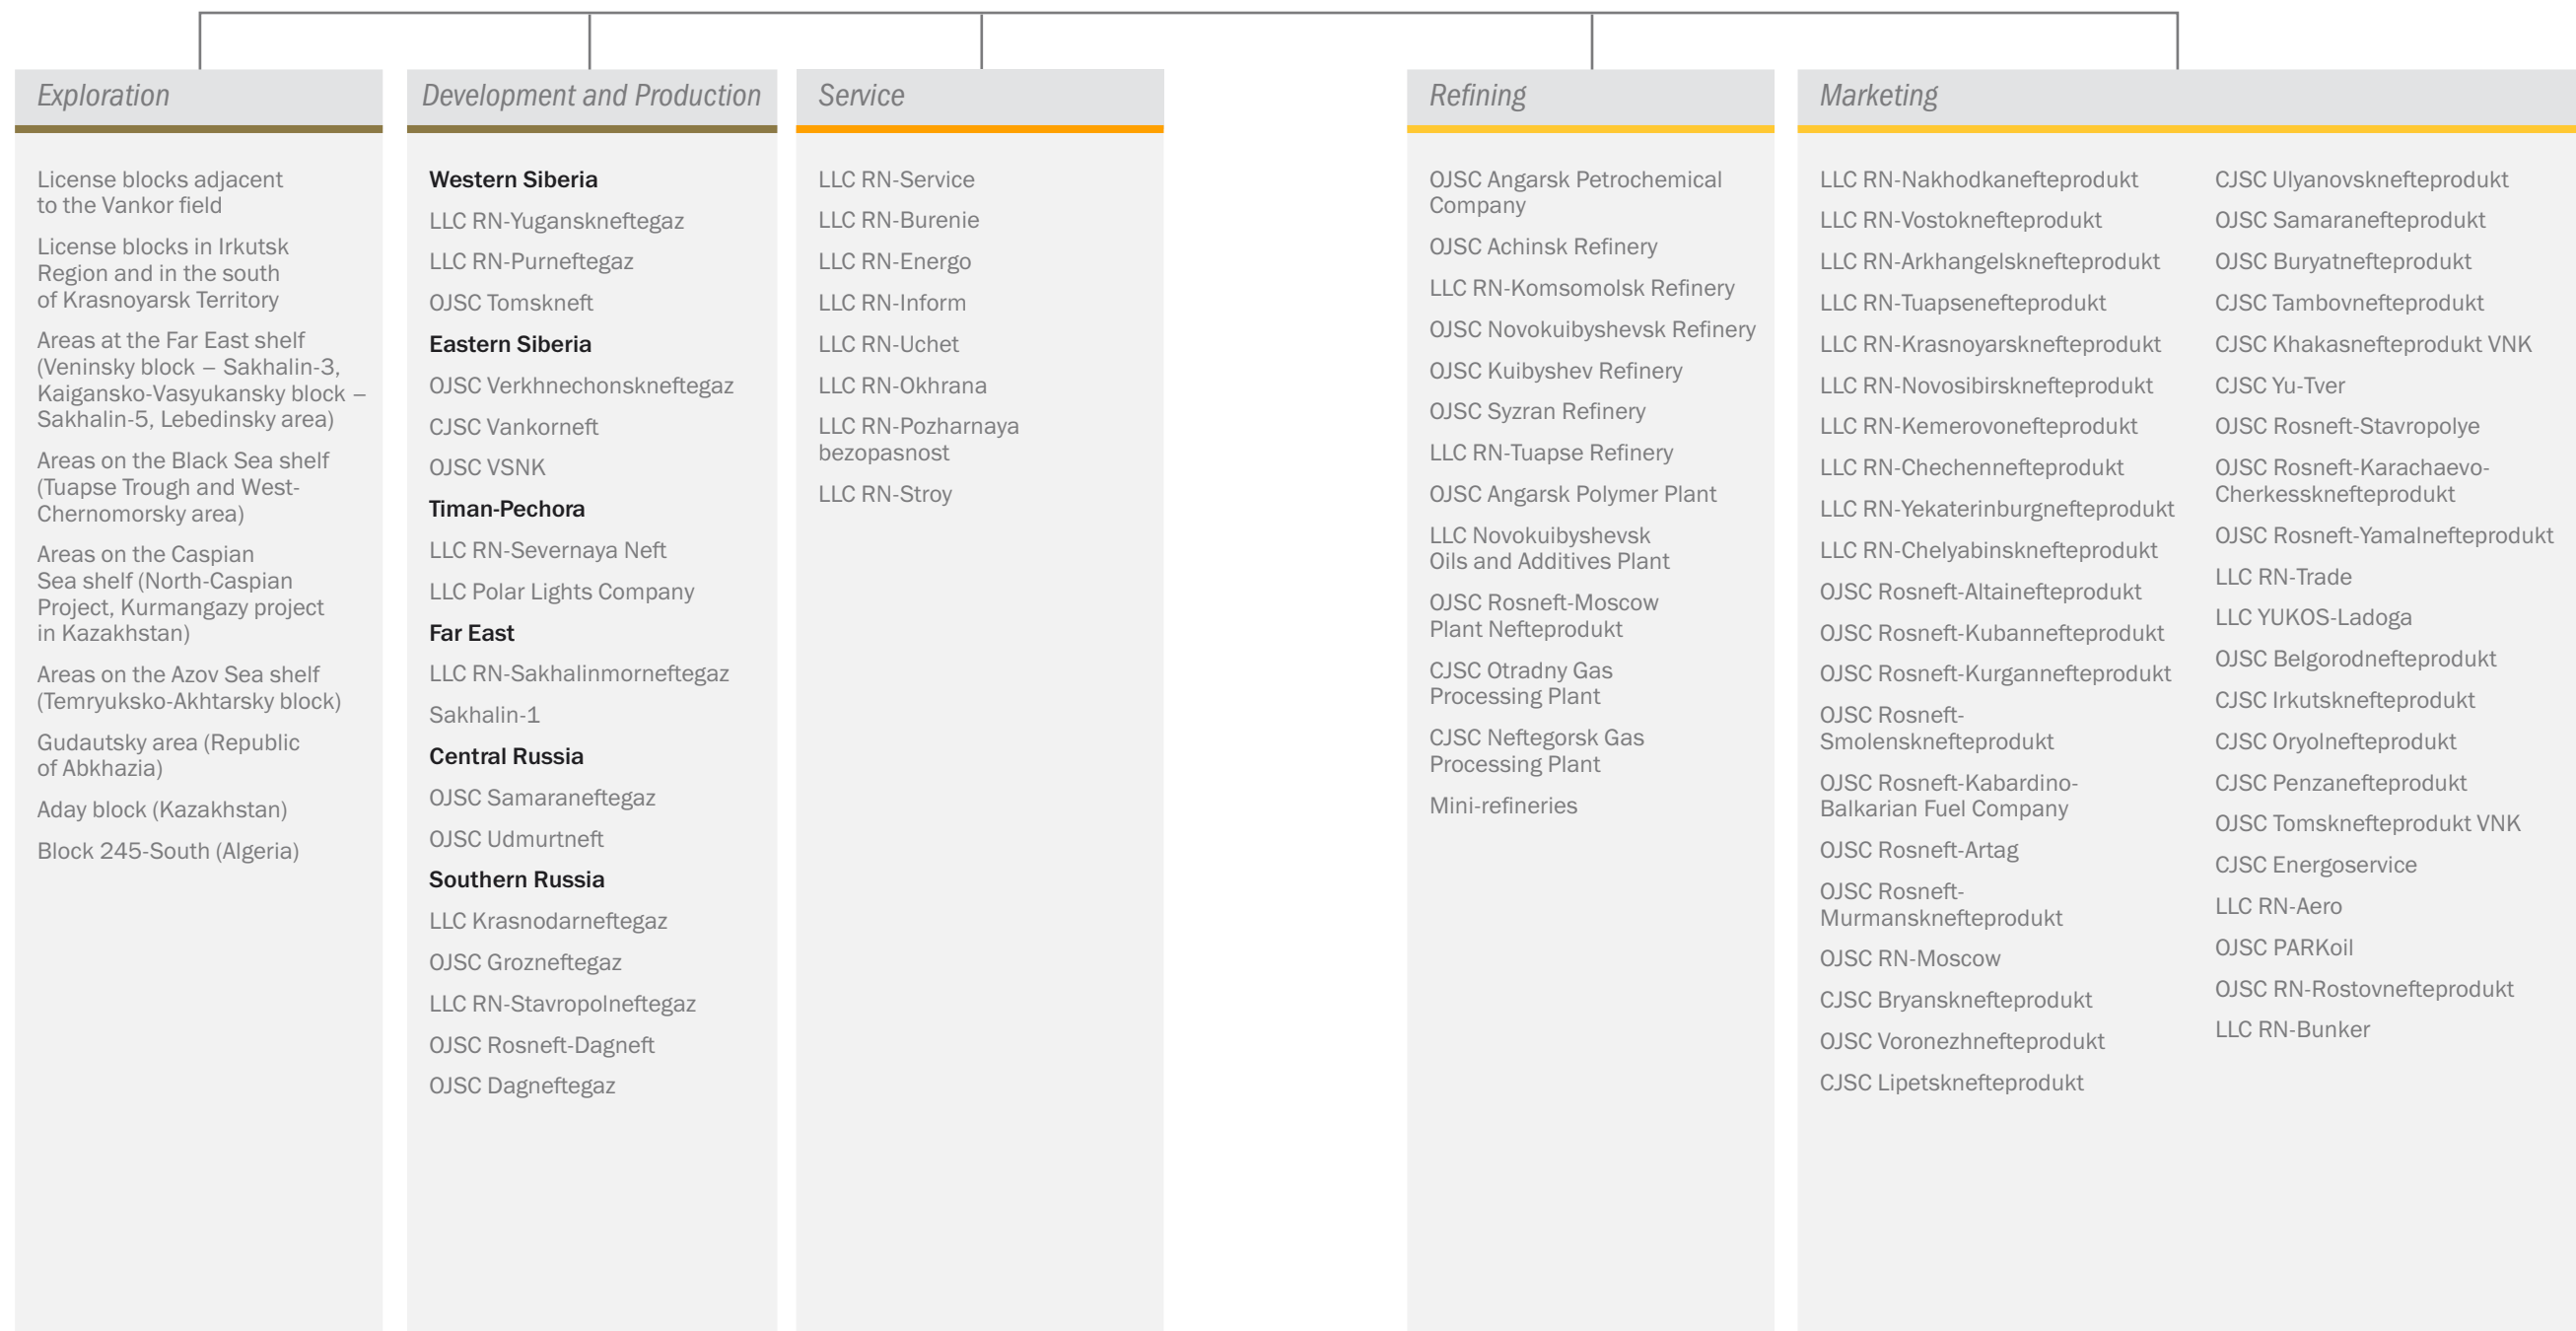 Exploration
License blocks adjacent
to the Vankor field
License blocks in Irkutsk
Region and in the south
of Krasnoyarsk Territory
Areas at the Far East shelf
(Veninsky block – Sakhalin-3,
Kaigansko-Vasyukansky block –
Sakhalin-5, Lebedinsky area)
Areas on the Black Sea shelf
(Tuapse Trough and West-
Chernomorsky area)
Areas on the Caspian
Sea shelf (North-Caspian
Project, Kurmangazy project
in Kazakhstan)
Areas on the Azov Sea shelf
(Temryuksko-Akhtarsky block)
Gudautsky area (Republic
of Abkhazia)
Aday block (Kazakhstan)
Block 245-South (Algeria)
Development and Production
Western Siberia
LLC RN-Yuganskneftegaz
LLC RN-Purneftegaz
OJSC Tomskneft
Eastern Siberia
OJSC Verkhnechonskneftegaz
CJSC Vankorneft
OJSC VSNK
Timan-Pechora
LLC RN-Severnaya Neft
LLC Polar Lights Company
Far East
LLC RN-Sakhalinmorneftegaz
Sakhalin-1
Central Russia
OJSC Samaraneftegaz
OJSC Udmurtneft
Southern Russia
LLC Krasnodarneftegaz
OJSC Grozneftegaz
LLC RN-Stavropolneftegaz
OJSC Rosneft-Dagneft
OJSC Dagneftegaz
Service
LLC RN-Service
LLC RN-Burenie
LLC RN-Energo
LLC RN-Inform
LLC RN-Uchet
LLC RN-Okhrana
LLC RN-Pozharnaya
bezopasnost
LLC RN-Stroy
Refining
OJSC Angarsk Petrochemical
Company
OJSC Achinsk Refinery
LLC RN-Komsomolsk Refinery
OJSC Novokuibyshevsk Refinery
OJSC Kuibyshev Refinery
OJSC Syzran Refinery
LLC RN-Tuapse Refinery
OJSC Angarsk Polymer Plant
LLC Novokuibyshevsk
Oils and Additives Plant
OJSC Rosneft-Moscow
Plant Nefteprodukt
CJSC Otradny Gas
Processing Plant
CJSC Neftegorsk Gas
Processing Plant
Mini-refineries
Marketing
LLC RN-Nakhodkanefteprodukt
LLC RN-Vostoknefteprodukt
LLC RN-Arkhangelsknefteprodukt
LLC RN-Tuapsenefteprodukt
LLC RN-Krasnoyarsknefteprodukt
LLC RN-Novosibirsknefteprodukt
LLC RN-Kemerovonefteprodukt
LLC RN-Chechennefteprodukt
LLC RN-Yekaterinburgnefteprodukt
LLC RN-Chelyabinsknefteprodukt
OJSC Rosneft-Altainefteprodukt
OJSC Rosneft-Kubannefteprodukt
OJSC Rosneft-Kurgannefteprodukt
OJSC Rosneft-
Smolensknefteprodukt
OJSC Rosneft-Kabardino-
Balkarian Fuel Company
OJSC Rosneft-Artag
OJSC Rosneft-
Murmansknefteprodukt
OJSC RN-Moscow
CJSC Bryansknefteprodukt
OJSC Voronezhnefteprodukt
CJSC Lipetsknefteprodukt
CJSC Ulyanovsknefteprodukt
OJSC Samaranefteprodukt
OJSC Buryatnefteprodukt
CJSC Tambovnefteprodukt
CJSC Khakasnefteprodukt VNK
CJSC Yu-Tver
OJSC Rosneft-Stavropolye
OJSC Rosneft-Karachaevo-
Cherkessknefteprodukt
OJSC Rosneft-Yamalnefteprodukt
LLC RN-Trade
LLC YUKOS-Ladoga
OJSC Belgorodnefteprodukt
CJSC Irkutsknefteprodukt
CJSC Oryolnefteprodukt
CJSC Penzanefteprodukt
OJSC Tomsknefteprodukt VNK
CJSC Energoservice
LLC RN-Aero
OJSC PARKoil
OJSC RN-Rostovnefteprodukt
LLC RN-Bunker